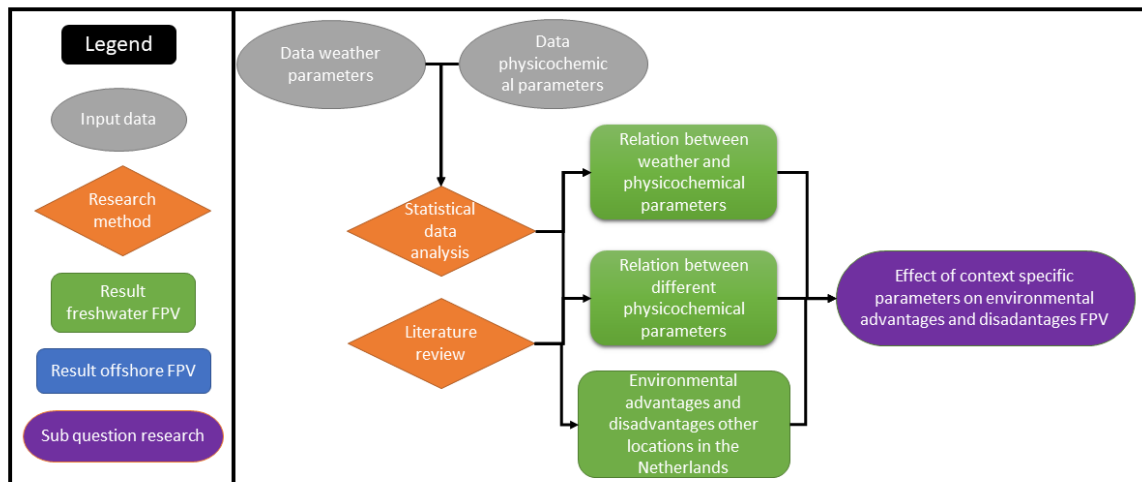 Legend
Input data
Research
method
Result
freshwater FPV
Result offshore FPV
Sub question research
Data weather
parameters
Data
physicochemic
al parameters
Statistical
data
analysis
Literature
review
Relation between
weather and
physicochemical
parameters
Relation between
different
physicochemical
parameters
Environmental
advantages and
disadvantages other
locations in the
Netherlands
Effect of context specific
parameters on environmental
advantages and disadantages FPV